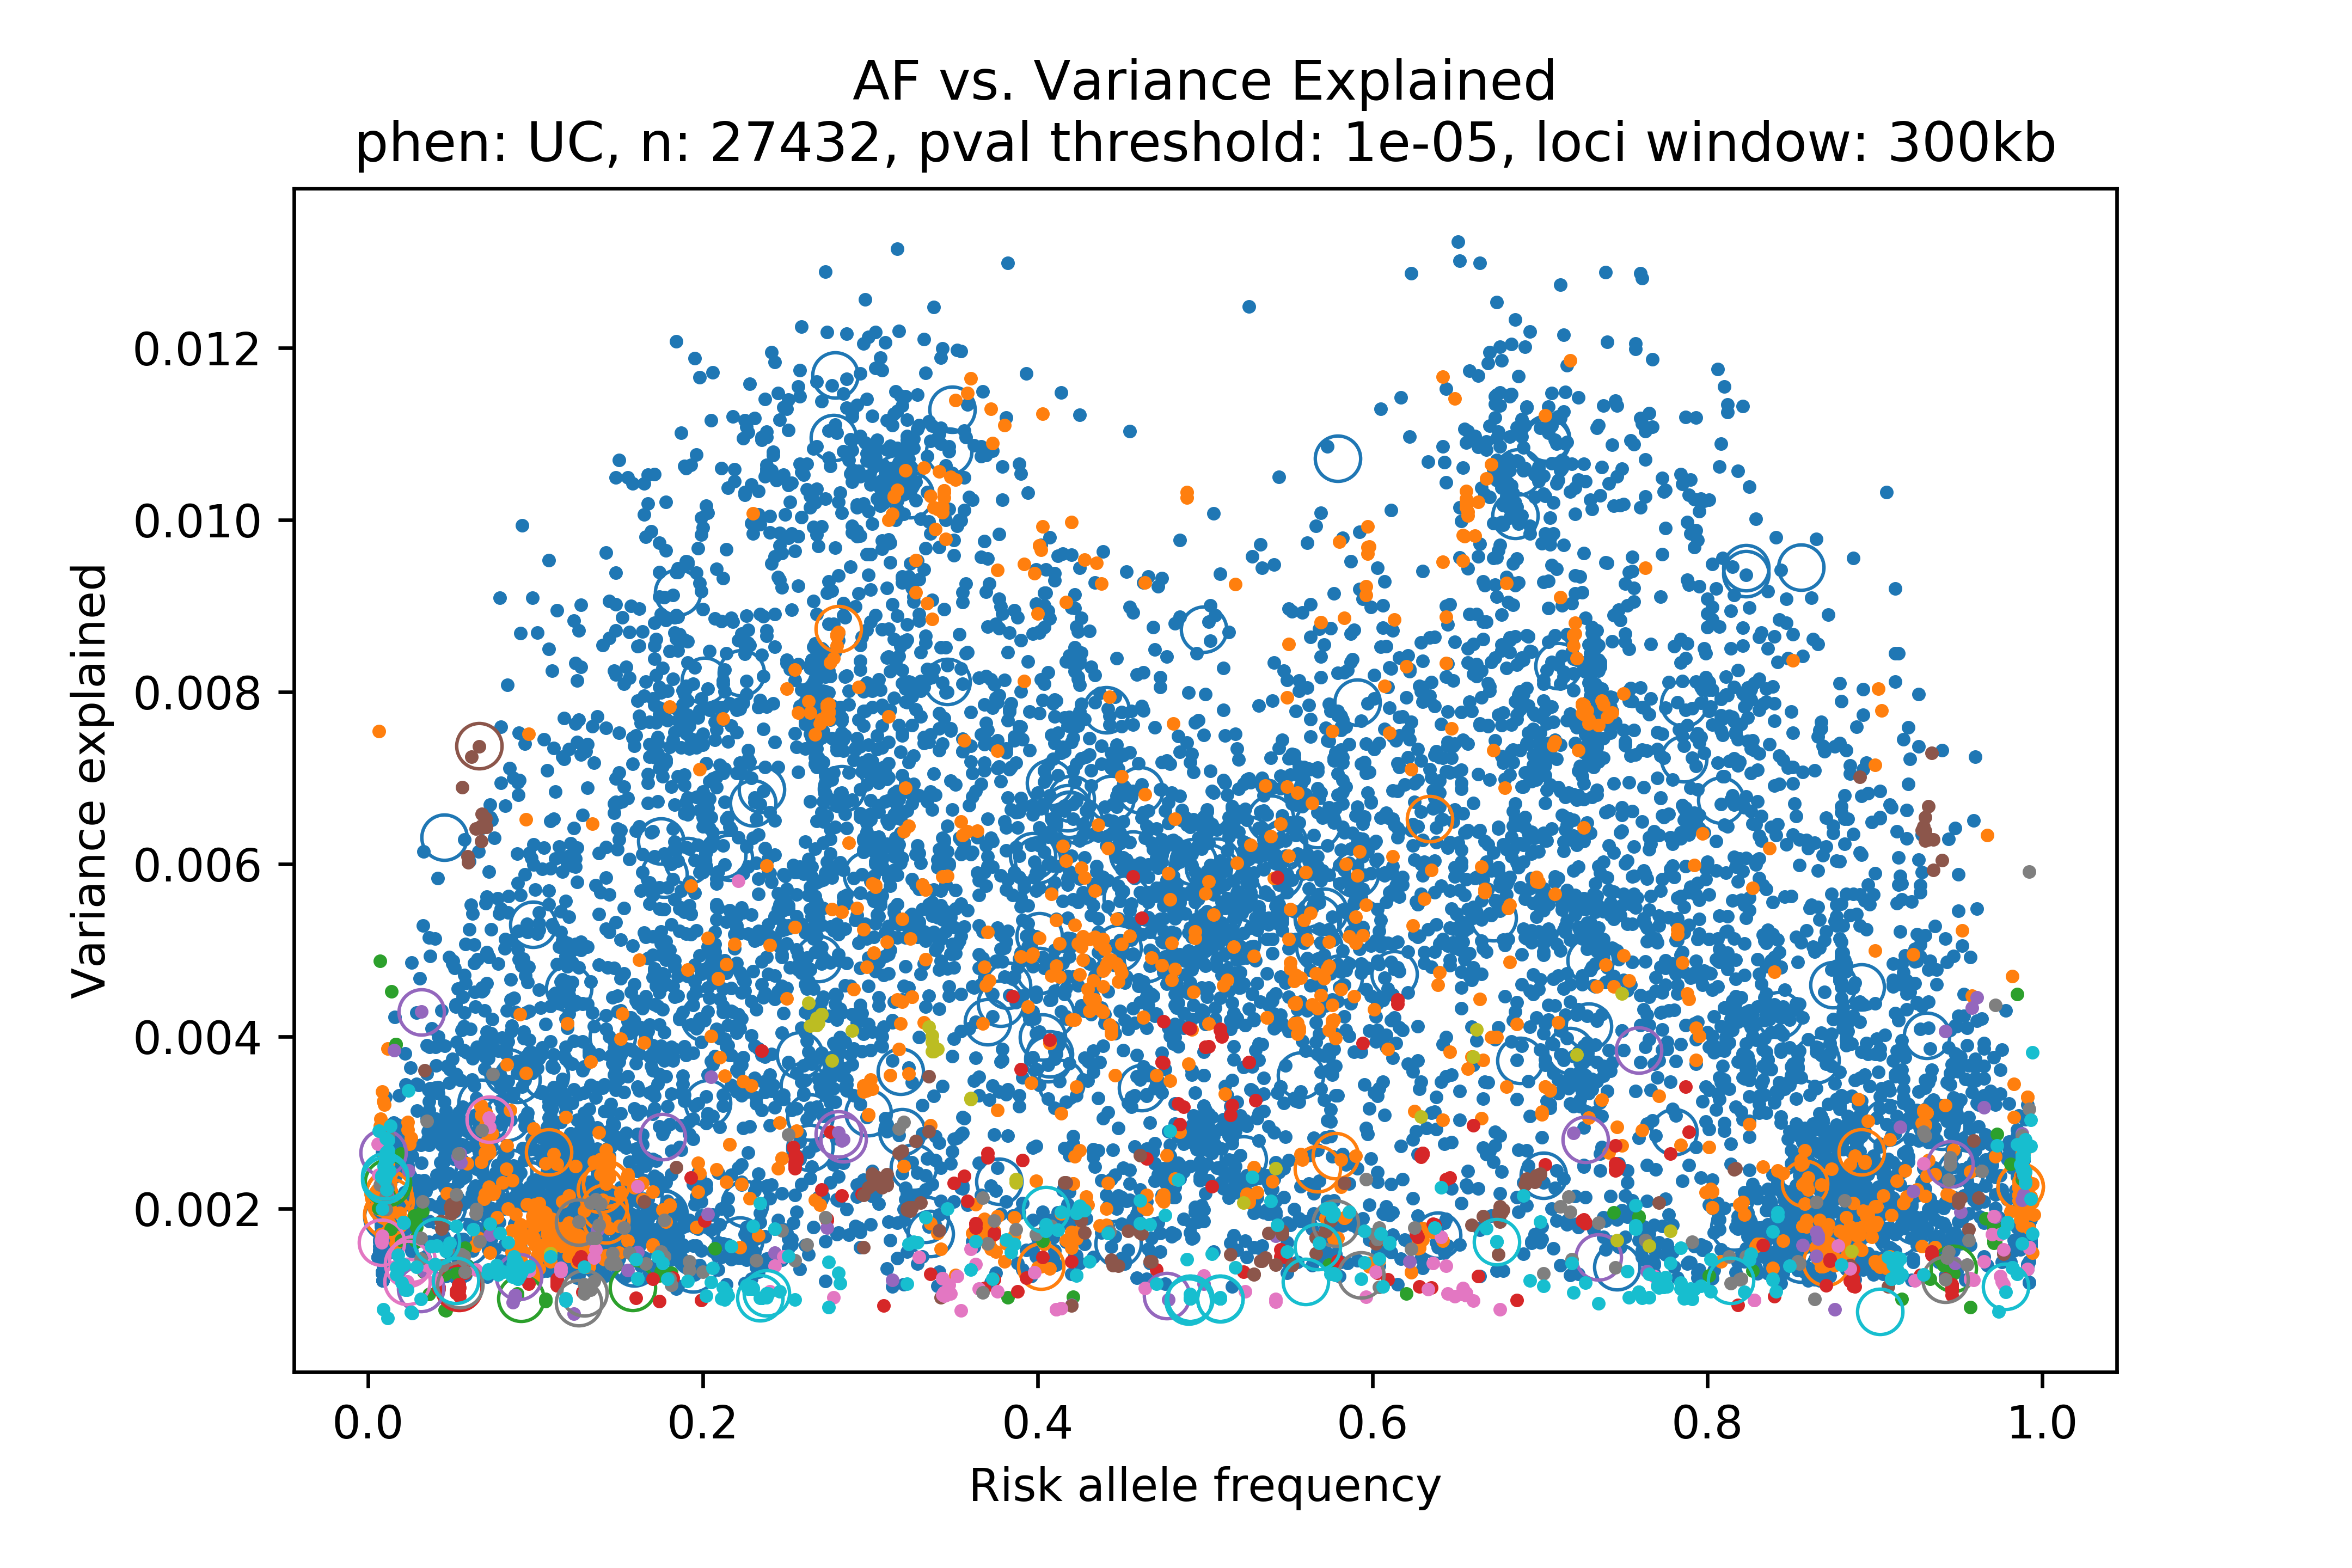 AF vs. Variance Explained
phen: UC, n: 27432, pval threshold: 1e-05, loci window: 300kb
Variance explained
0.012
0.010
0.008
0.006
0.004
0.002
0.0 0.2 0.4 0.6 0.8 1.0
Risk allele frequency